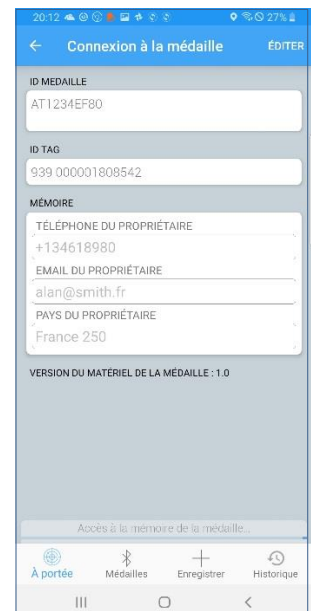 20:12 27%
Connexion à la médaille ÉDITER
ID MEDAILLE
AT1234EF80
ID TAG
939 000001808542
MÉMOIRE
TÉLÉPHONE DU PROPRIÉTAIRE
+134618980
EMAIL DU PROPRIÉTAIRE
alan@smith.fr
PAYS DU PROPRIÉTAIRE
France 250
VERSION DU MATÉRIEL DE LA MÉDAILLE : 1.0
Accès à la mémoire de la médaille...
À portée Médailles Enregistrer Historique